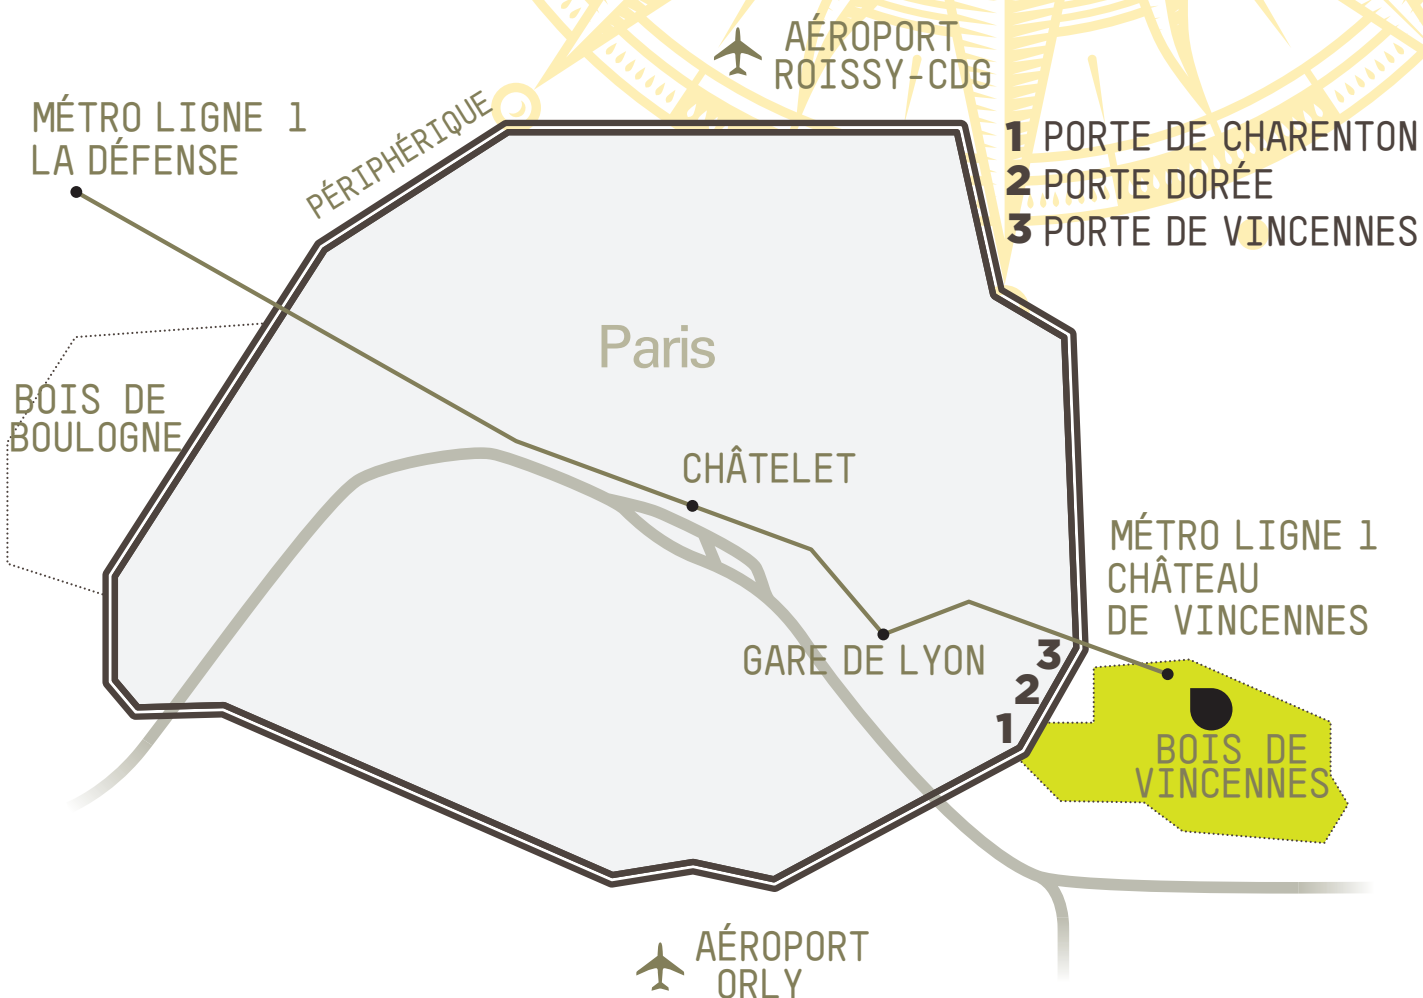 AÉROPORT
ROISSY-CDG
MÉTRO LIGNE 1
LA DÉFENSE
PÉRIPHÉRIQUE
1 PORTE DE CHARENTON
2 PORTE DORÉE
3 PORTE DE VINCENNES
Paris
BOIS DE
BOULOGNE
CHÂTELET
MÉTRO LIGNE 1
CHÂTEAU
DE VINCENNES
GARE DE LYON
3
2
1
BOIS DE
VINCENNES
AÉROPORT
ORLY